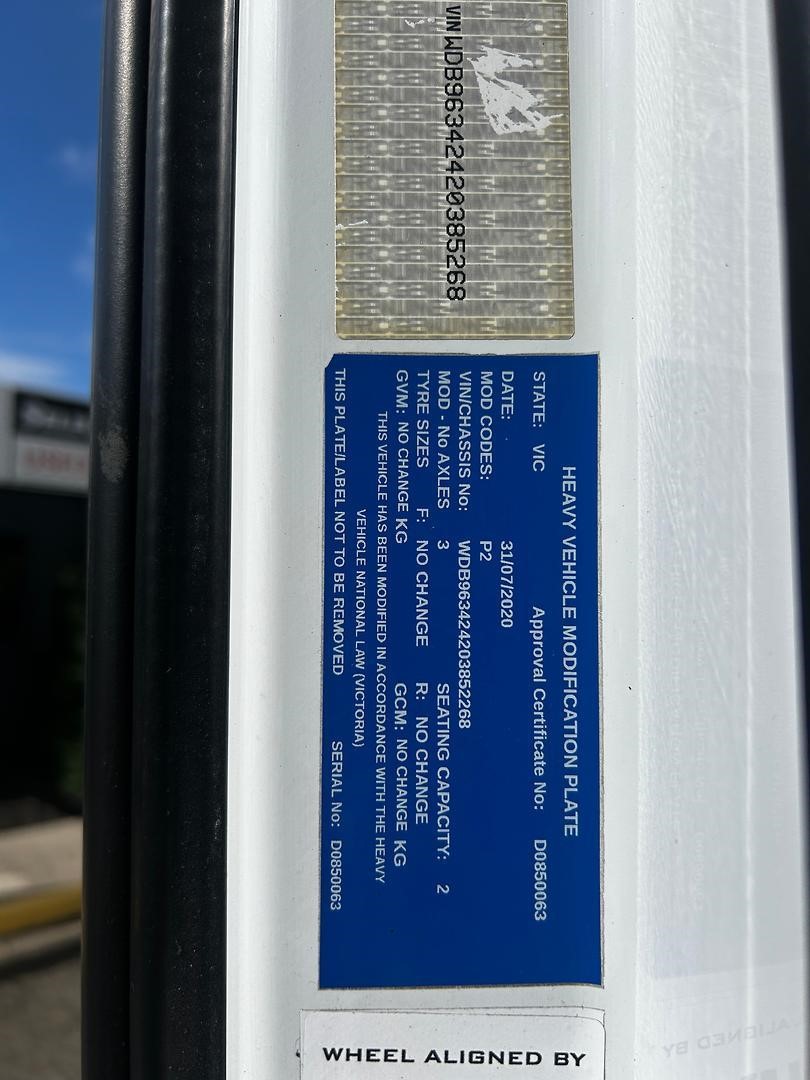 VIN WDB96342420385268
HEAVY VEHICLE MODIFICATION PLATE
STATE: VIC Approval Certificate No: D0850063
DATE: 31/07/2020
MOD CODES: P2
VIN/CHASSIS No: WDB963424203852268
MOD - No AXLES 3 SEATING CAPACITY: 2
TYRE SIZES F: NO CHANGE R: NO CHANGE
GVM: NO CHANGE KG GCM: NO CHANGE KG
THIS VEHICLE HAS BEEN MODIFIED IN ACCORDANCE WITH THE HEAVY
VEHICLE NATIONAL LAW (VICTORIA)
THIS PLATE/LABEL NOT TO BE REMOVED SERIAL No: D0850063
WHEEL ALIGNED BY